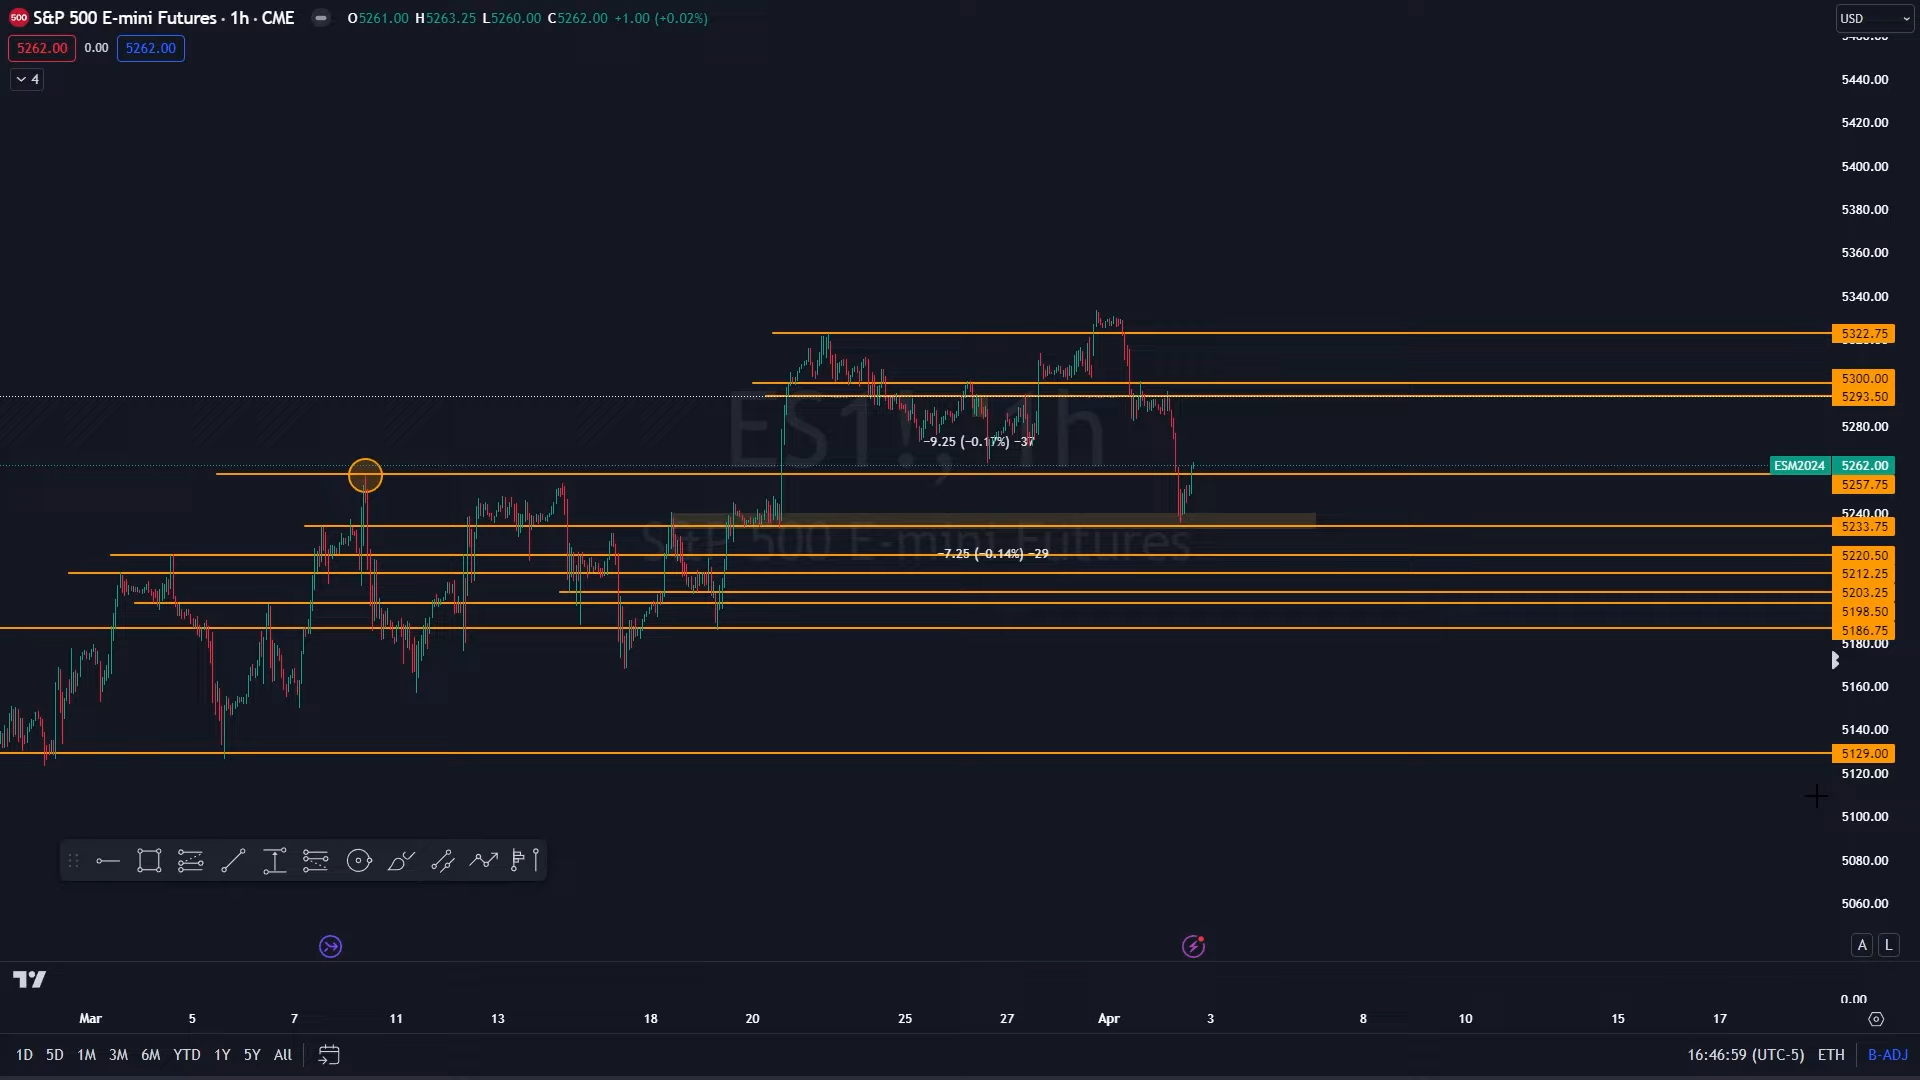 500 S&P 500 E-mini Futures · 1h · CME O5261.00 H5263.25 L5260.00 C5262.00 +1.00 (+0.02%)
USD
5262.00 0.00 5262.00
4
5440.00
5420.00
5400.00
5380.00
5360.00
5340.00
5322.75
5300.00
5293.50
ES1!, 1h
5280.00
−9.25 (−0.17%) −37
ESM2024 5262.00
5257.75
5240.00
5233.75
S&P 500 E-mini Futures
−7.25 (−0.14%) −29
5220.50
5212.25
5203.25
5198.50
5186.75
5180.00
5160.00
5140.00
5129.00
5120.00
5100.00
5080.00
5060.00
A L
0.00
Mar 5 7 11 13 18 20 25 27 Apr 3 8 10 15 17
1D 5D 1M 3M 6M YTD 1Y 5Y All 16:46:59 (UTC-5) ETH B-ADJ